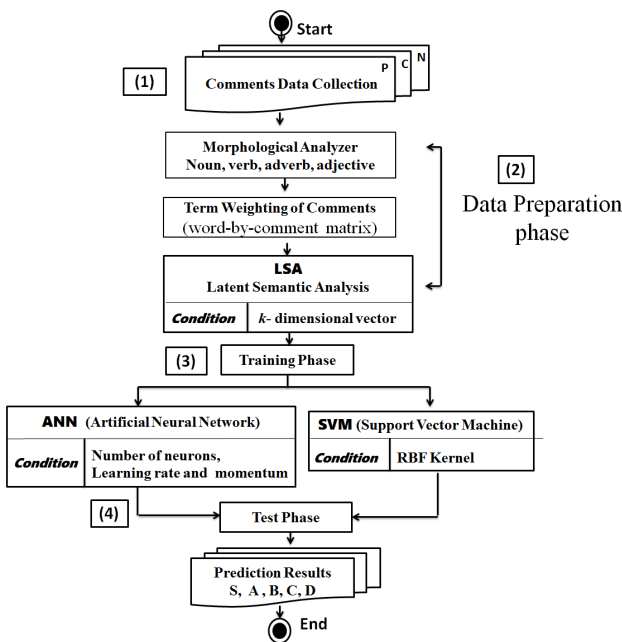 Start
P C N
(1)
Comments Data Collection
Morphological Analyzer
Noun, verb, adverb, adjective
(2)
Data Preparation
phase
Term Weighting of Comments
(word-by-comment matrix)
LSA
Latent Semantic Analysis
Condition k- dimensional vector
(3)
Training Phase
ANN (Artificial Neural Network)
Condition
Number of neurons,
Learning rate and momentum
SVM (Support Vector Machine)
Condition RBF Kernel
(4)
Test Phase
Prediction Results
S, A , B, C, D
End